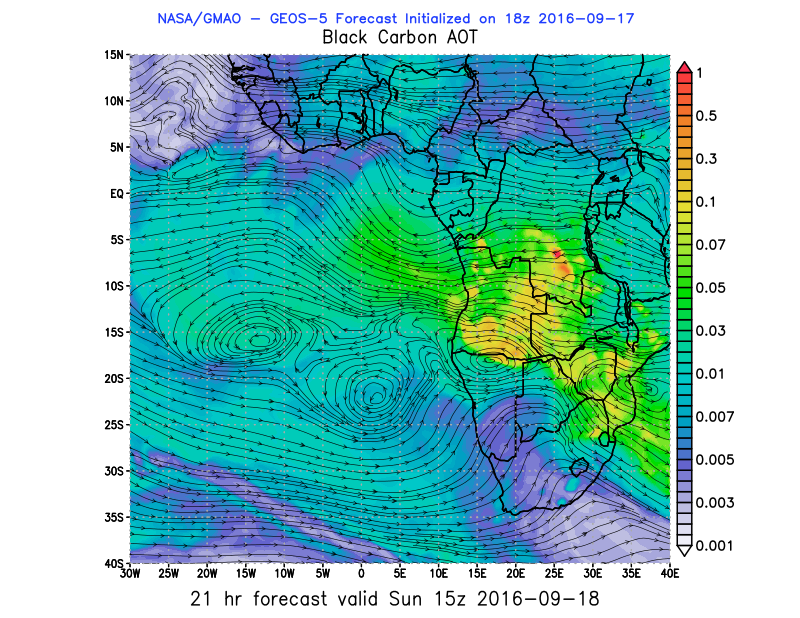 NASA/GMAO - GEOS-5 Forecast Initialized on 18z 2016-09-17
Black Carbon AOT
15N
10N
5N
EQ
5S
10S
15S
20S
25S
30S
35S
40S
30W 25W 20W 15W 10W 5W 0 5E 10E 15E 20E 25E 30E 35E 40E
1
0.5
0.3
0.1
0.07
0.05
0.03
0.01
0.007
0.005
0.003
0.001
21 hr forecast valid Sun 15z 2016-09-18